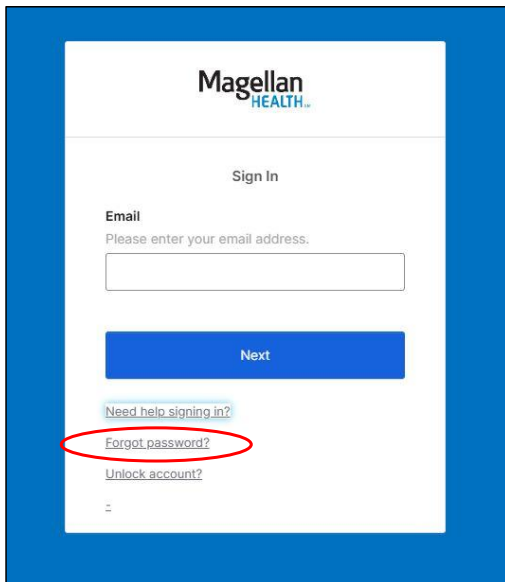 Magellan
HEALTH
Sign In
Email
Please enter your email address.
Next
Need help signing in?
Forgot password?
Unlock account?
-